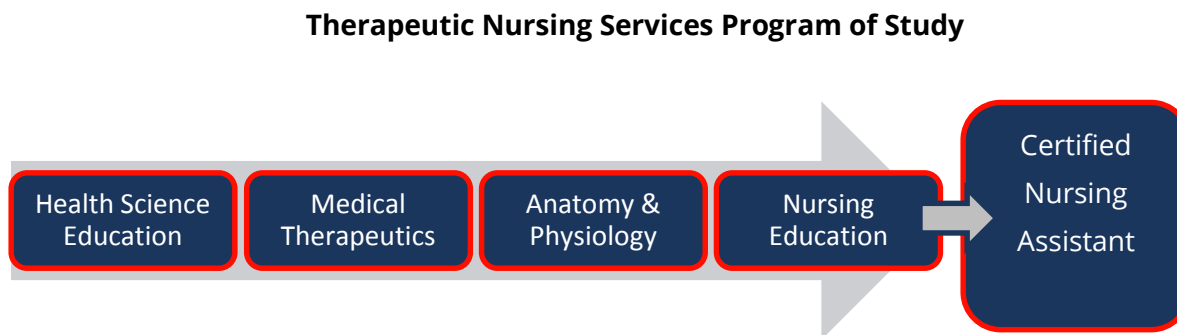 Therapeutic Nursing Services Program of Study
Health Science
Education
Medical
Therapeutics
Anatomy &
Physiology
Nursing
Education
Certified
Nursing
Assistant